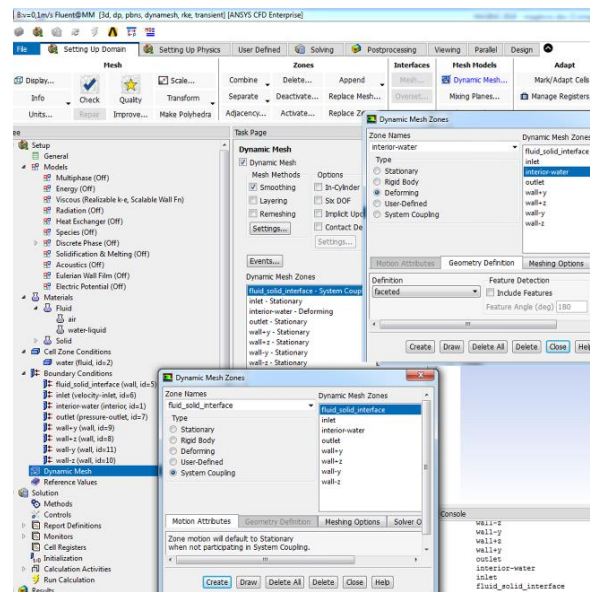 B:v=0,1m/s Fluent@MM [3d, dp, pbns, dynamesh, rke, transient] [ANSYS CFD Enterprise]
File Setting Up Domain Setting Up Physics User Defined Solving Postprocessing Viewing Parallel Design
Mesh Zones Interfaces Mesh Models Adapt
Display... Scale... Combine Delete... Append Mesh... Dynamic Mesh... Mark/Adapt Cells
Info Check Quality Transform Separate Deactivate... Replace Mesh... Overset... Mixing Planes... Manage Registers
Units... Repair Improve... Make Polyhedra Adjacency... Activate... Replace Zo
ee
Setup
General
Models
Multiphase (Off)
Energy (Off)
Viscous (Realizable k-e, Scalable Wall Fn)
Radiation (Off)
Heat Exchanger (Off)
Species (Off)
Discrete Phase (Off)
Solidification & Melting (Off)
Acoustics (Off)
Eulerian Wall Film (Off)
Electric Potential (Off)
Materials
Fluid
air
water-liquid
Solid
Cell Zone Conditions
water (fluid, id=2)
Boundary Conditions
fluid_solid_interface (wall, id=5)
inlet (velocity-inlet, id=6)
interior-water (interior, id=1)
outlet (pressure-outlet, id=7)
wall+y (wall, id=9)
wall+z (wall, id=8)
wall-y (wall, id=11)
wall-z (wall, id=10)
Dynamic Mesh
Reference Values
Solution
Methods
Controls
Report Definitions
Monitors
Cell Registers
Initialization
Calculation Activities
Run Calculation
Results
Task Page
Dynamic Mesh
Dynamic Mesh
Mesh Methods Options
Smoothing In-Cylinder
Layering Six DOF
Remeshing Implicit Upd
Settings... Contact De
Settings...
Events...
Dynamic Mesh Zones
fluid_solid_interface - System Coupl
inlet - Stationary
interior-water - Deforming
outlet - Stationary
wall+y - Stationary
wall+z - Stationary
wall-y - Stationary
wall-z - Stationary
Dynamic Mesh Zones
Zone Names Dynamic Mesh Zones
interior-water
Type
Stationary
Rigid Body
Deforming
User-Defined
System Coupling
fluid_solid_interface
inlet
interior-water
outlet
wall+y
wall+z
wall-y
wall-z
Motion Attributes Geometry Definition Meshing Options
Definition Feature Detection
faceted Include Features
Feature Angle (deg) 180
Create Draw Delete All Delete Close Help
Dynamic Mesh Zones
Zone Names Dynamic Mesh Zones
fluid_solid_interface
Type
Stationary
Rigid Body
Deforming
User-Defined
System Coupling
fluid_solid_interface
inlet
interior-water
outlet
wall+y
wall+z
wall-y
wall-z
Motion Attributes Geometry Definition Meshing Options Solver O
Zone motion will default to Stationary
when not participating in System Coupling.
Create Draw Delete All Delete Close Help
Console
wall-z
wall-y
wall+z
wall+y
outlet
interior-water
inlet
fluid_solid_interface